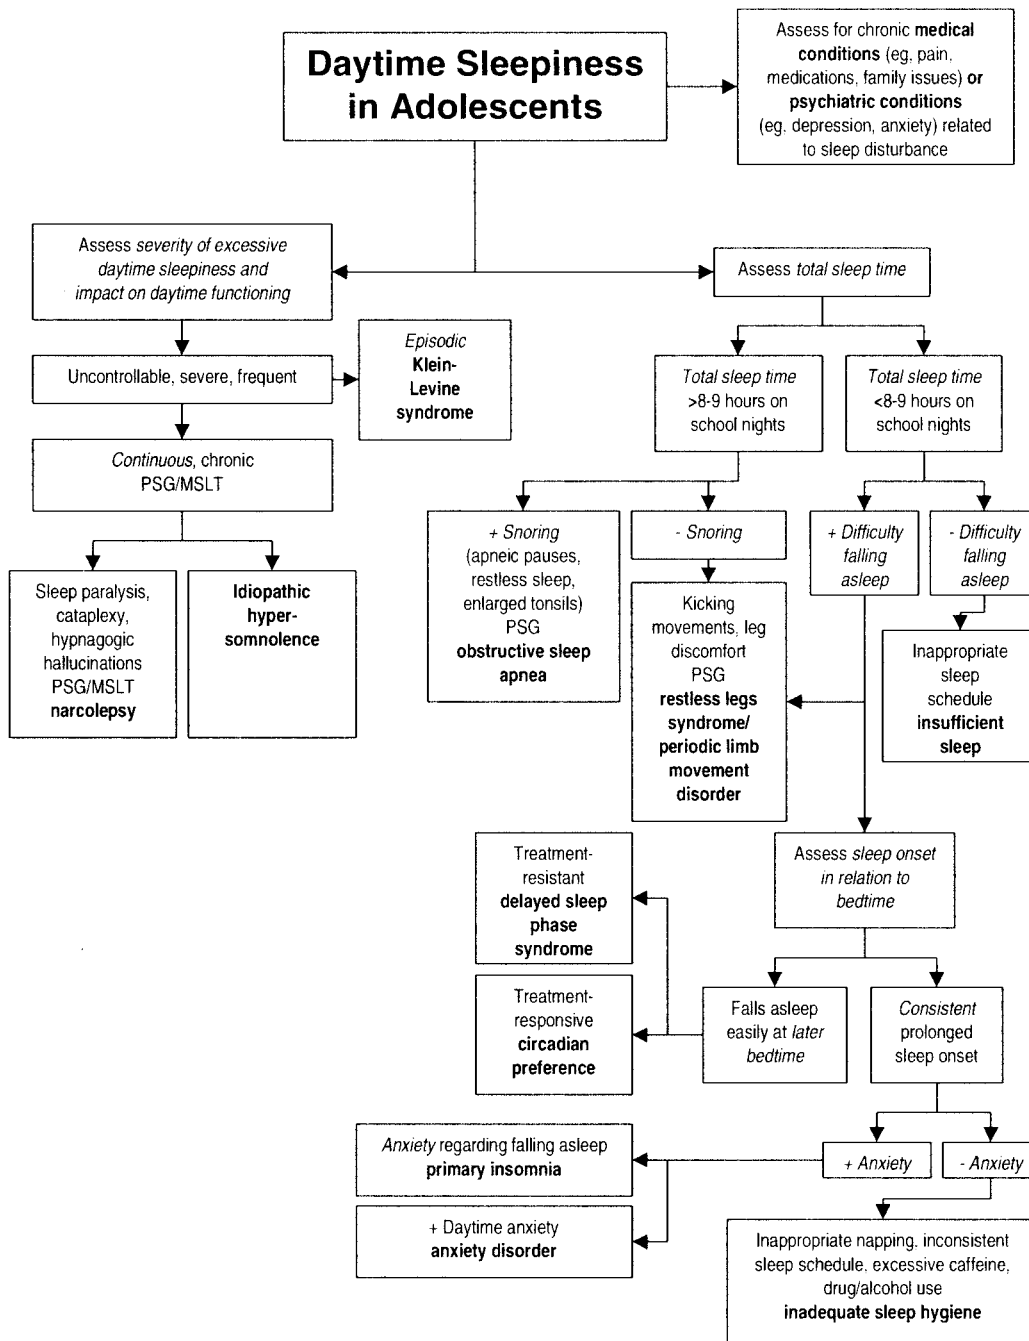 Daytime Sleepiness
in Adolescents
Assess for chronic medical
conditions (eg, pain,
medications, family issues) or
psychiatric conditions
(eg, depression, anxiety) related
to sleep disturbance
Assess severity of excessive
daytime sleepiness and
impact on daytime functioning
Assess total sleep time
Uncontrollable, severe, frequent
Episodic
Klein-
Levine
syndrome
Total sleep time
>8-9 hours on
school nights
Total sleep time
<8-9 hours on
school nights
Continuous, chronic
PSG/MSLT
Sleep paralysis,
cataplexy,
hypnagogic
hallucinations
PSG/MSLT
narcolepsy
Idiopathic
hyper-
somnolence
+ Snoring
(apneic pauses,
restless sleep,
enlarged tonsils)
PSG
obstructive sleep
apnea
- Snoring
Kicking
movements, leg
discomfort
PSG
restless legs
syndrome/
periodic limb
movement
disorder
+ Difficulty
falling
asleep
- Difficulty
falling
asleep
Inappropriate
sleep
schedule
insufficient
sleep
Assess sleep onset
in relation to
bedtime
Treatment-
resistant
delayed sleep
phase
syndrome
Treatment-
responsive
circadian
preference
Falls asleep
easily at later
bedtime
Consistent
prolonged
sleep onset
Anxiety regarding falling asleep
primary insomnia
+ Anxiety
- Anxiety
+ Daytime anxiety
anxiety disorder
Inappropriate napping, inconsistent
sleep schedule, excessive caffeine,
drug/alcohol use
inadequate sleep hygiene